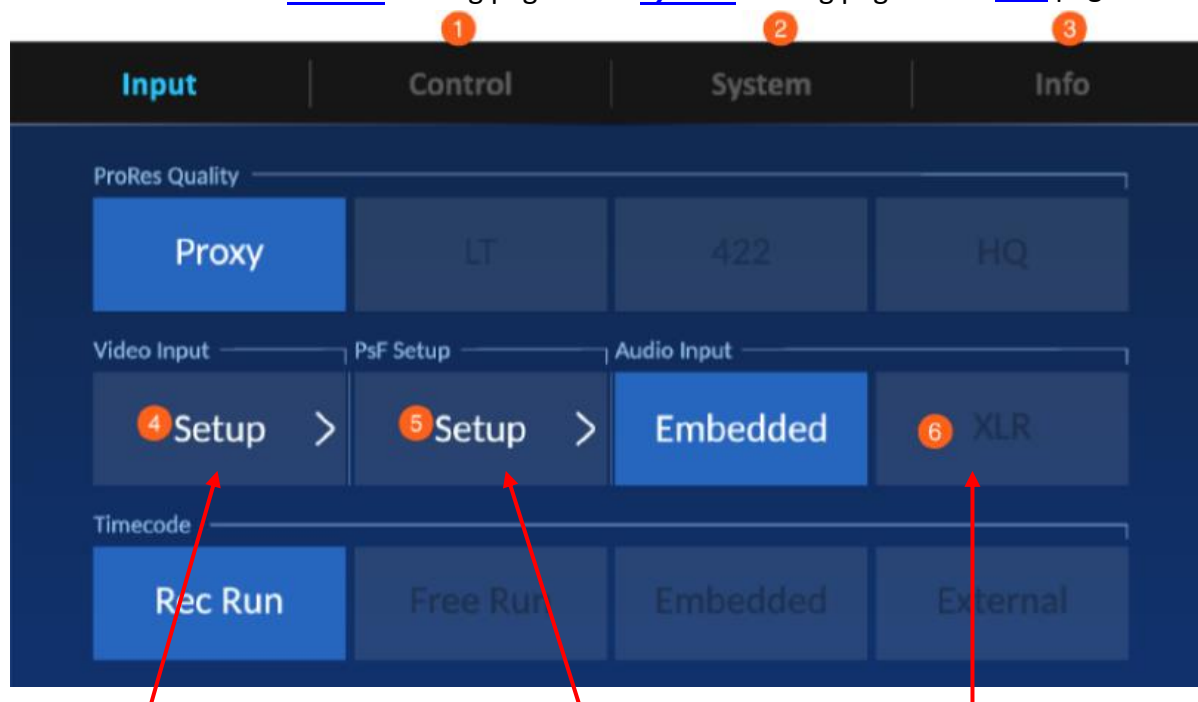 page
1 2 3
Input Control System Info
ProRes Quality
Proxy LT 422 HQ
Video Input PsF Setup Audio Input
4 Setup > 5 Setup > Embedded 6 XLR
Timecode
Rec Run Free Run Embedded External